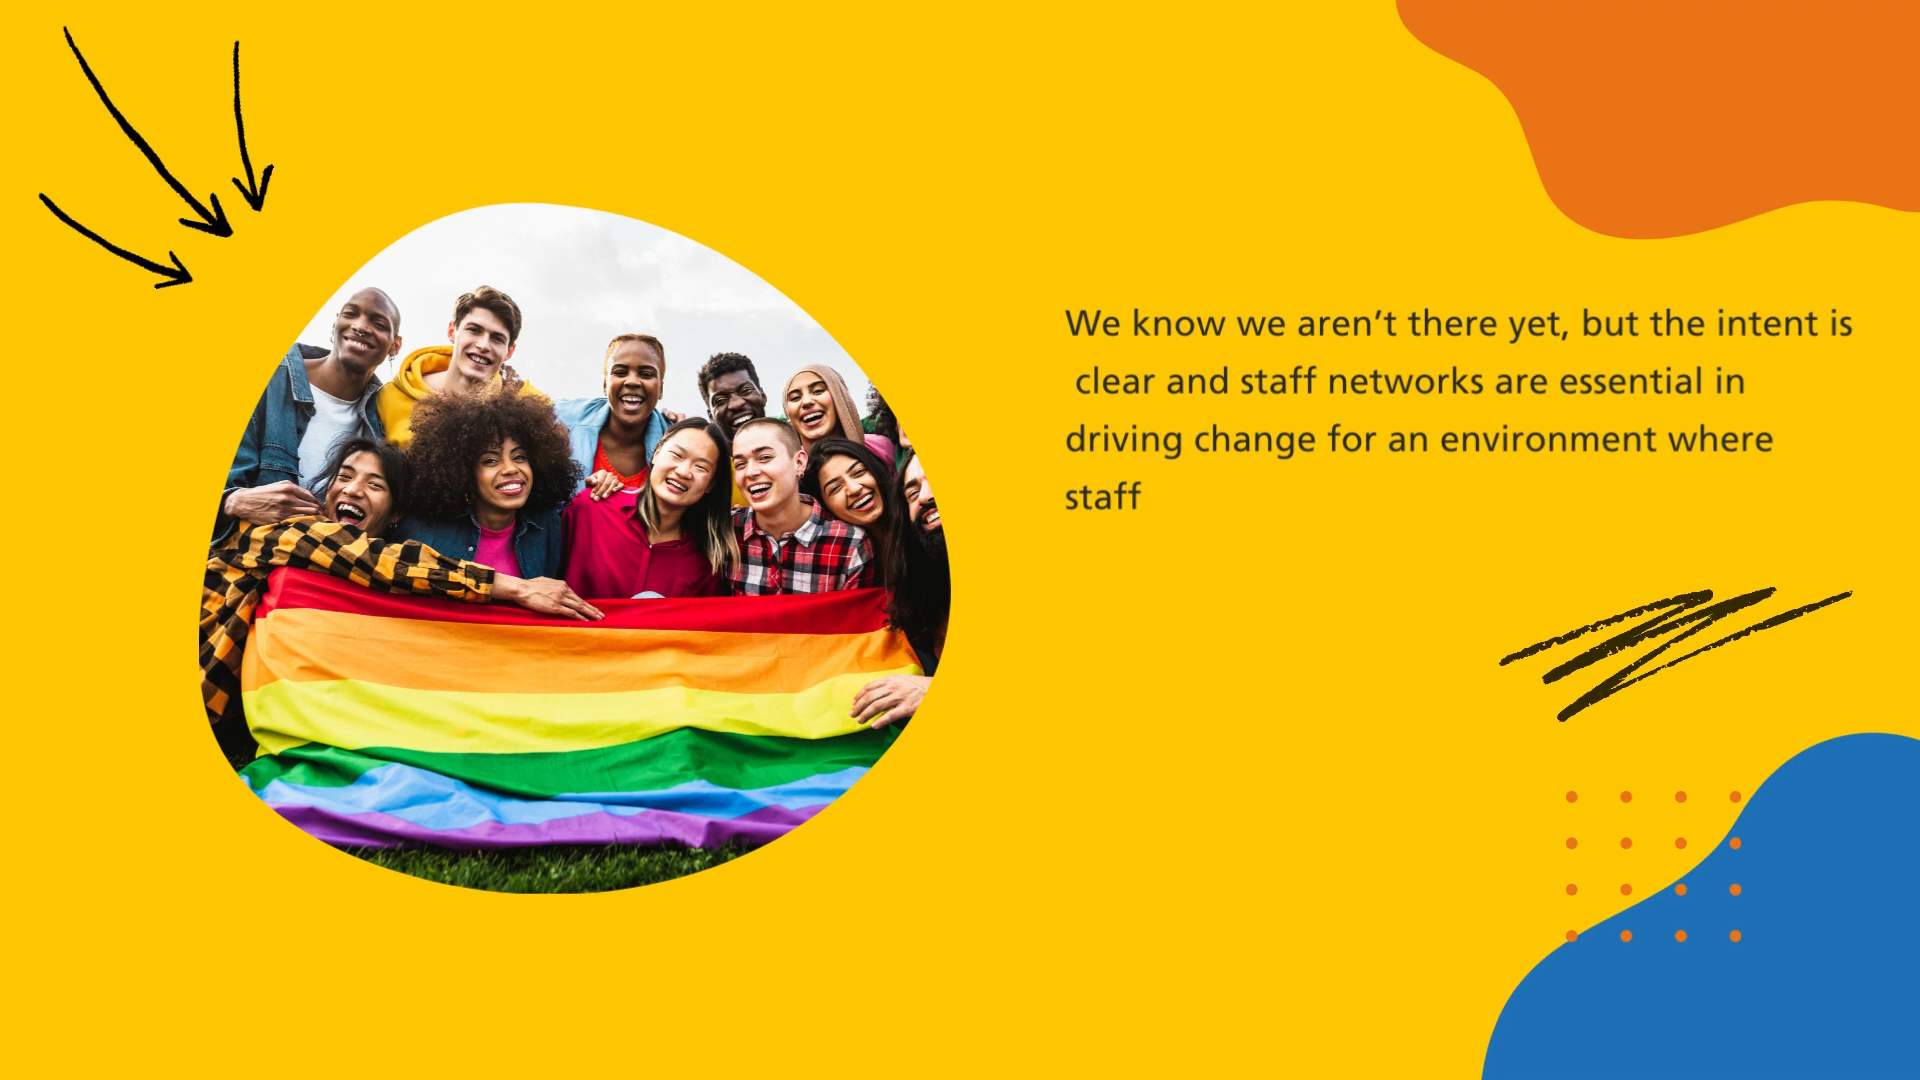 We know we aren’t there yet, but the intent is
clear and staff networks are essential in
driving change for an environment where
staff